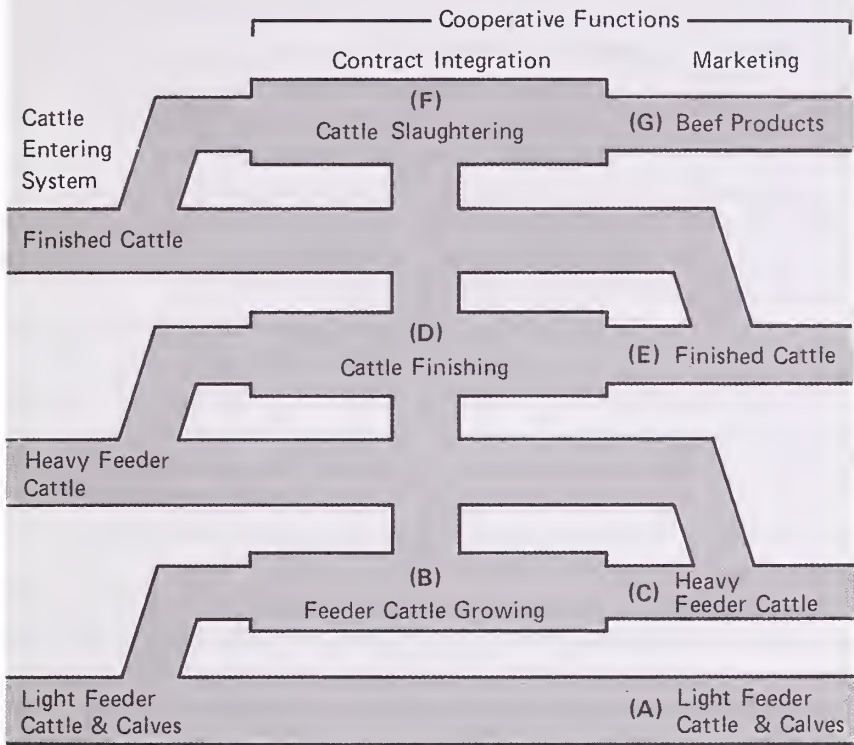 Cooperative Functions
Contract Integration
Marketing
Cattle
Entering
System
(F)
Cattle Slaughtering
(G) Beef Products
Finished Cattle
(D)
Cattle Finishing
(E) Finished Cattle
Heavy Feeder
Cattle
(B)
Feeder Cattle Growing
(C) Heavy
Feeder Cattle
Light Feeder
Cattle & Calves
(A) Light Feeder
Cattle & Calves